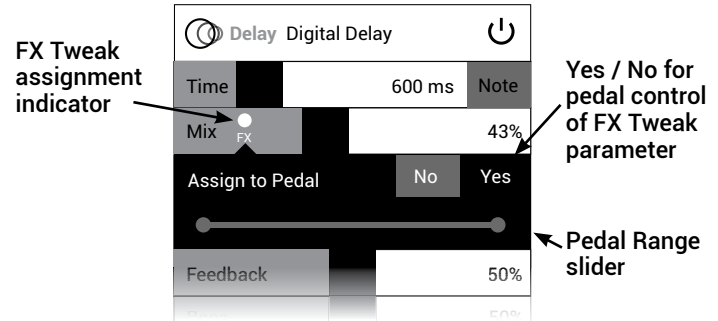 Delay Digital Delay
FX Tweak
assignment
indicator
Time 600 ms Note
Mix FX 43%
Yes / No for
pedal control
of FX Tweak
parameter
Assign to Pedal No Yes
Pedal Range
slider
Feedback 50%
50%